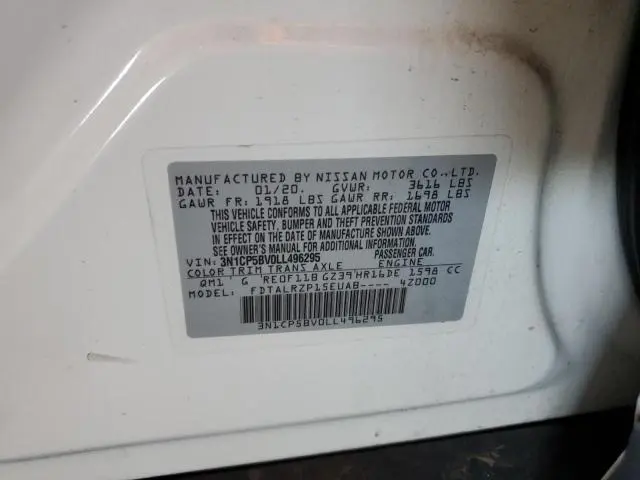 MANUFACTURED BY NISSAN MOTOR CO.,LTD.
DATE: 01/20. GVWR: 3616 LBS
GAWR FR: 1918 LBS GAWR RR: 1698 LBS
THIS VEHICLE CONFORMS TO ALL APPLICABLE FEDERAL MOTOR
VEHICLE SAFETY, BUMPER AND THEFT PREVENTION STANDARDS
IN EFFECT ON THE DATE OF MANUFACTURE SHOWN ABOVE.
SEE OWNER'S MANUAL FOR ADDITIONAL INFORMATION
VIN: 3N1CP5BV0LL496295 PASSENGER CAR.
COLOR TRIM TRANS AXLE ENGINE
QM1 G RE0F11B GZ39 HR16DE 1598 CC
MODEL: FDTALRZP15EUAB---- 4Z000
3N1CP5BV0LL496295